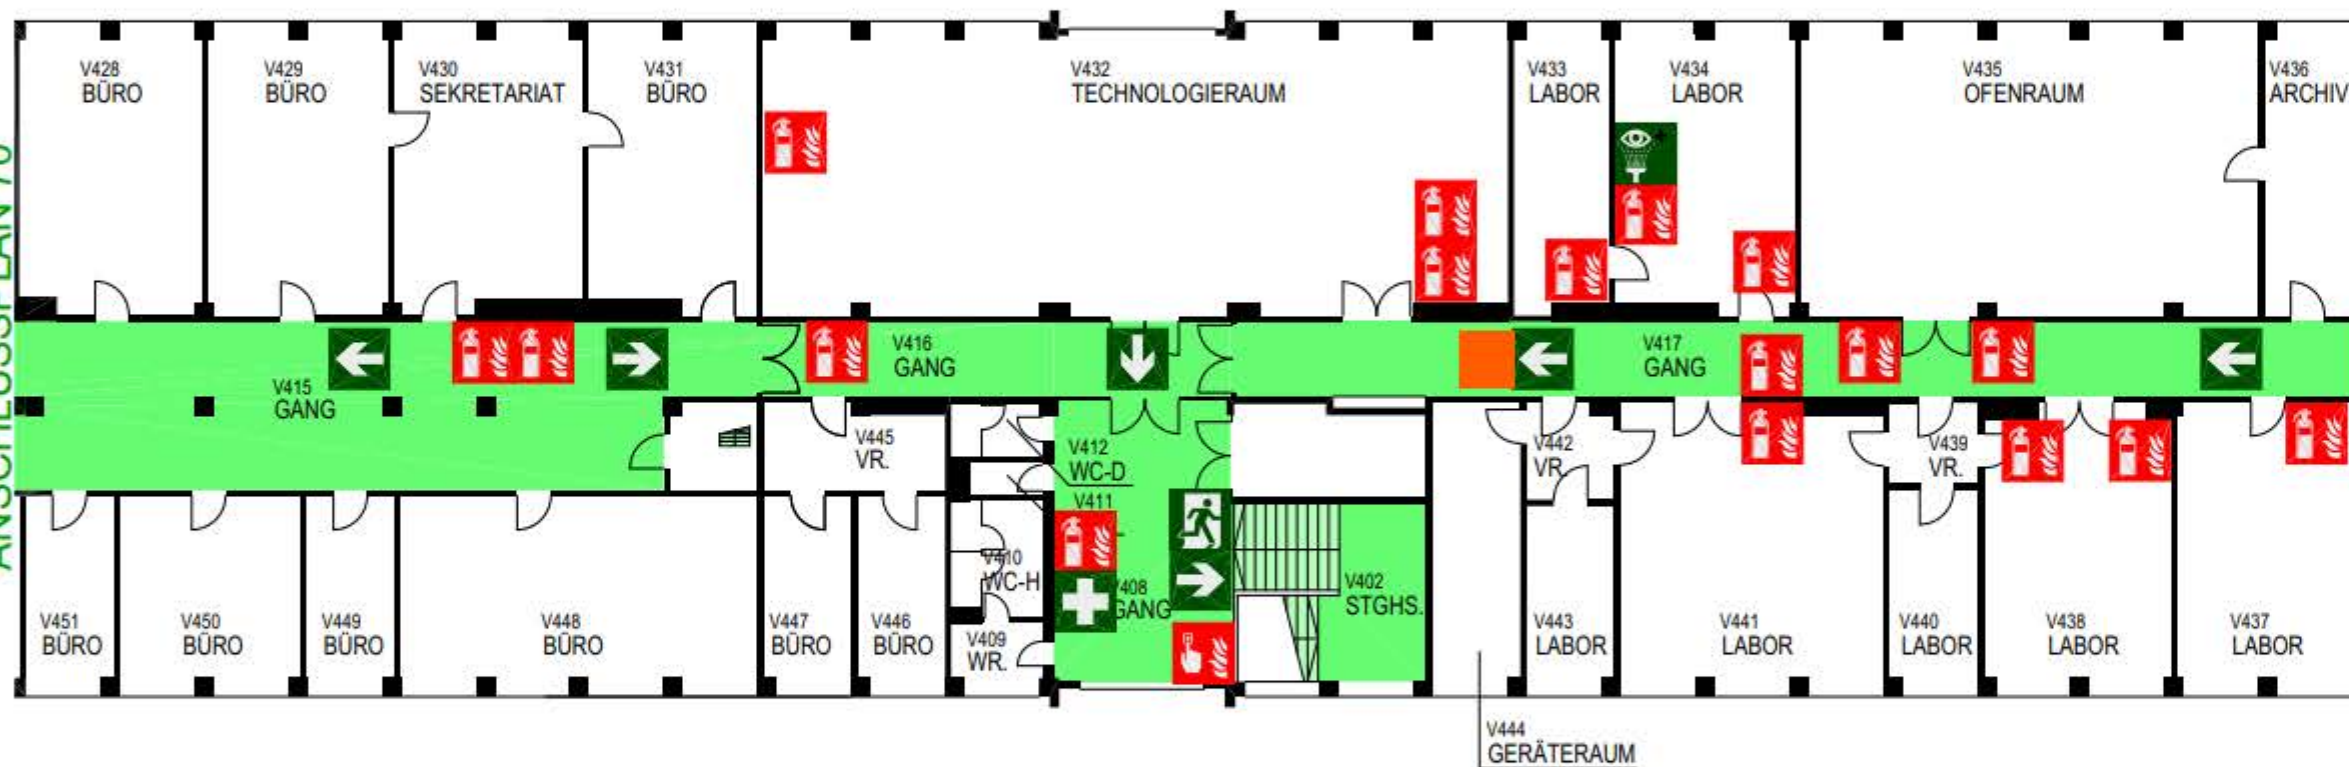 V428
BÜRO
V429
BÜRO
V430
SEKRETARIAT
V431
BÜRO
V432
TECHNOLOGIERAUM
V433
LABOR
V434
LABOR
V435
OFENRAUM
V436
ARCHIV
V415
GANG
V416
GANG
V417
GANG
V445
VR.
V412
WC-D
V411
V442
VR.
V439
VR.
V410
WC-H
V408
GANG
V402
STGHS.
V451
BÜRO
V450
BÜRO
V449
BÜRO
V448
BÜRO
V447
BÜRO
V446
BÜRO
V409
WR.
V443
LABOR
V441
LABOR
V440
LABOR
V438
LABOR
V437
LABOR
V444
GERÄTERAUM